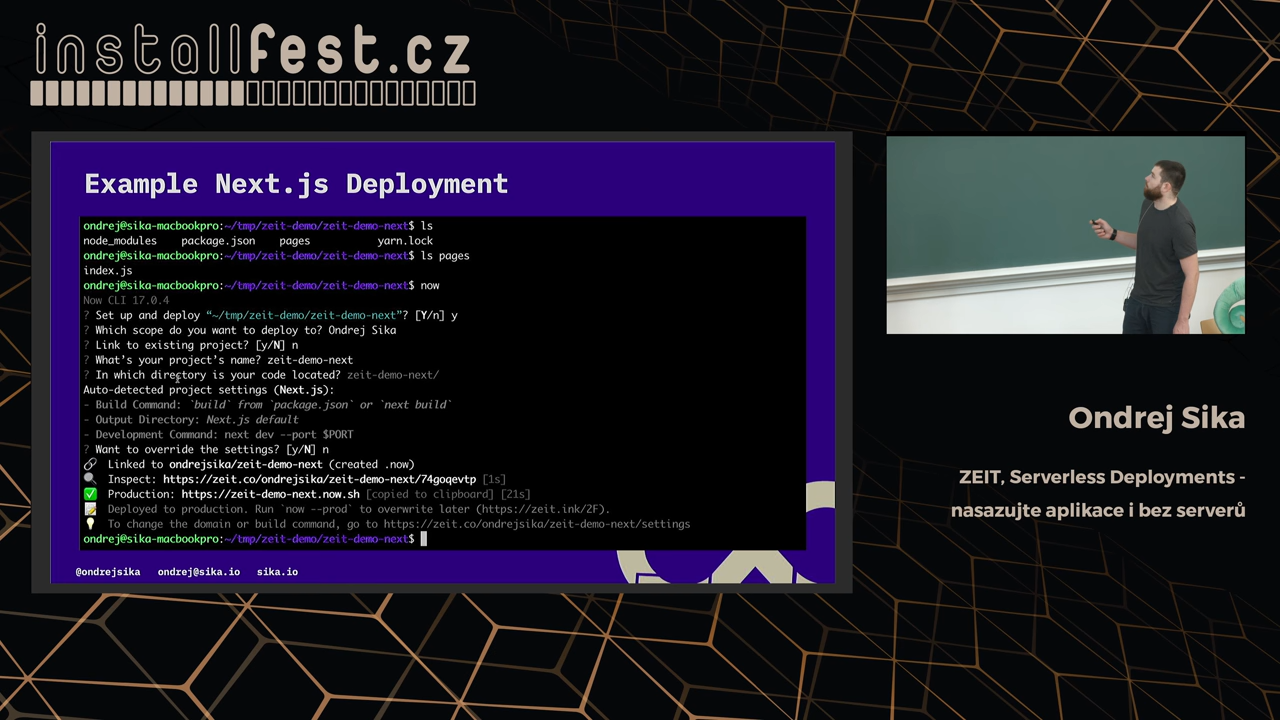 installfest.cz
Example Next.js Deployment
ondrej@sika-macbookpro:~/tmp/zeit-demo/zeit-demo-next$ ls
node_modules package.json pages yarn.lock
ondrej@sika-macbookpro:~/tmp/zeit-demo/zeit-demo-next$ ls pages
index.js
ondrej@sika-macbookpro:~/tmp/zeit-demo/zeit-demo-next$ now
Now CLI 17.0.4
? Set up and deploy “~/tmp/zeit-demo/zeit-demo-next”? [Y/n] y
? Which scope do you want to deploy to? Ondrej Sika
? Link to existing project? [y/N] n
? What’s your project’s name? zeit-demo-next
? In which directory is your code located? zeit-demo-next/
Auto-detected project settings (Next.js):
- Build Command: `build` from `package.json` or `next build`
- Output Directory: Next.js default
- Development Command: next dev --port $PORT
? Want to override the settings? [y/N] n
🔗 Linked to ondrejsika/zeit-demo-next (created .now)
🔍 Inspect: https://zeit.co/ondrejsika/zeit-demo-next/74goqevtp [1s]
✅ Production: https://zeit-demo-next.now.sh [copied to clipboard] [21s]
📝 Deployed to production. Run `now --prod` to overwrite later (https://zeit.ink/2F).
💡 To change the domain or build command, go to https://zeit.co/ondrejsika/zeit-demo-next/settings
ondrej@sika-macbookpro:~/tmp/zeit-demo/zeit-demo-next$
@ondrejsika ondrej@sika.io sika.io
Ondrej Sika
ZEIT, Serverless Deployments -
nasazujte aplikace i bez serverů